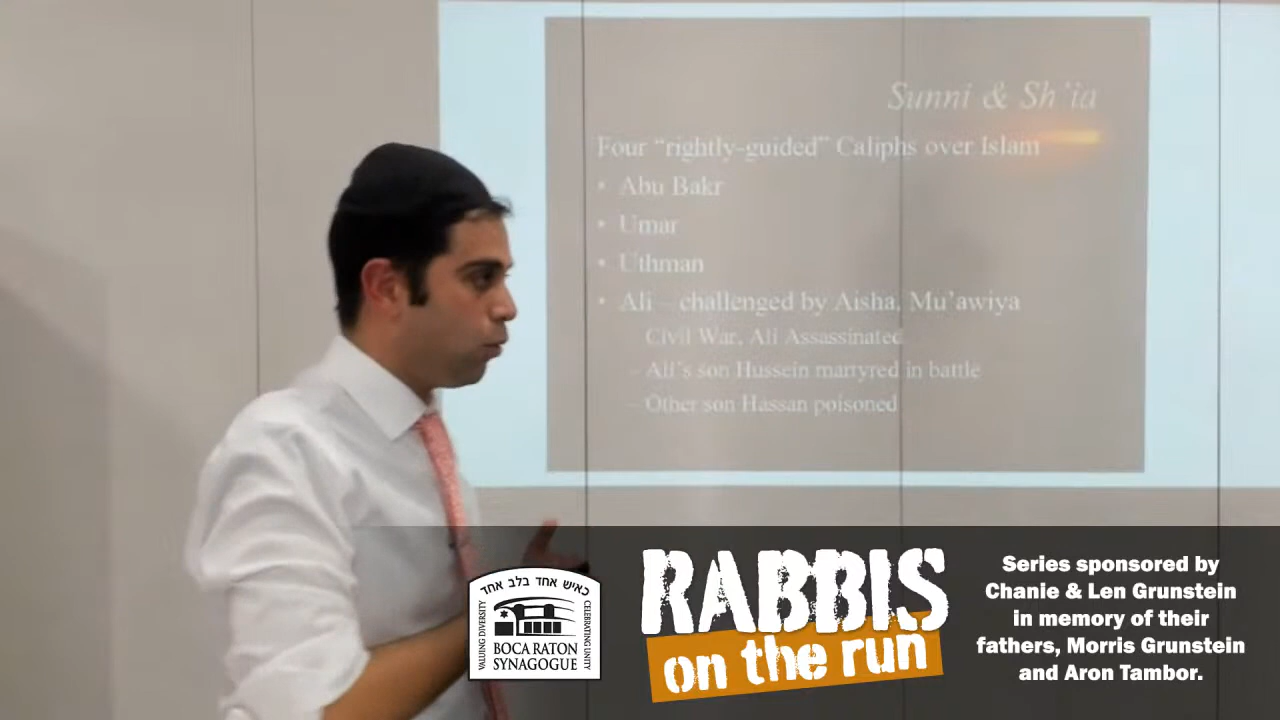 Sunni & Sh'ia
Four "rightly-guided" Caliphs over Islam
• Abu Bakr
• Umar
• Uthman
• Ali – challenged by Aisha, Mu'awiya
Civil War, Ali Assassinated
– Ali's son Hussein martyred in battle
– Other son Hassan poisoned
כאיש אחד בלב אחד
VALUING DIVERSITY
CELEBRATING UNITY
BOCA RATON
SYNAGOGUE
RABBIS
on the run
Series sponsored by
Chanie & Len Grunstein
in memory of their
fathers, Morris Grunstein
and Aron Tambor.